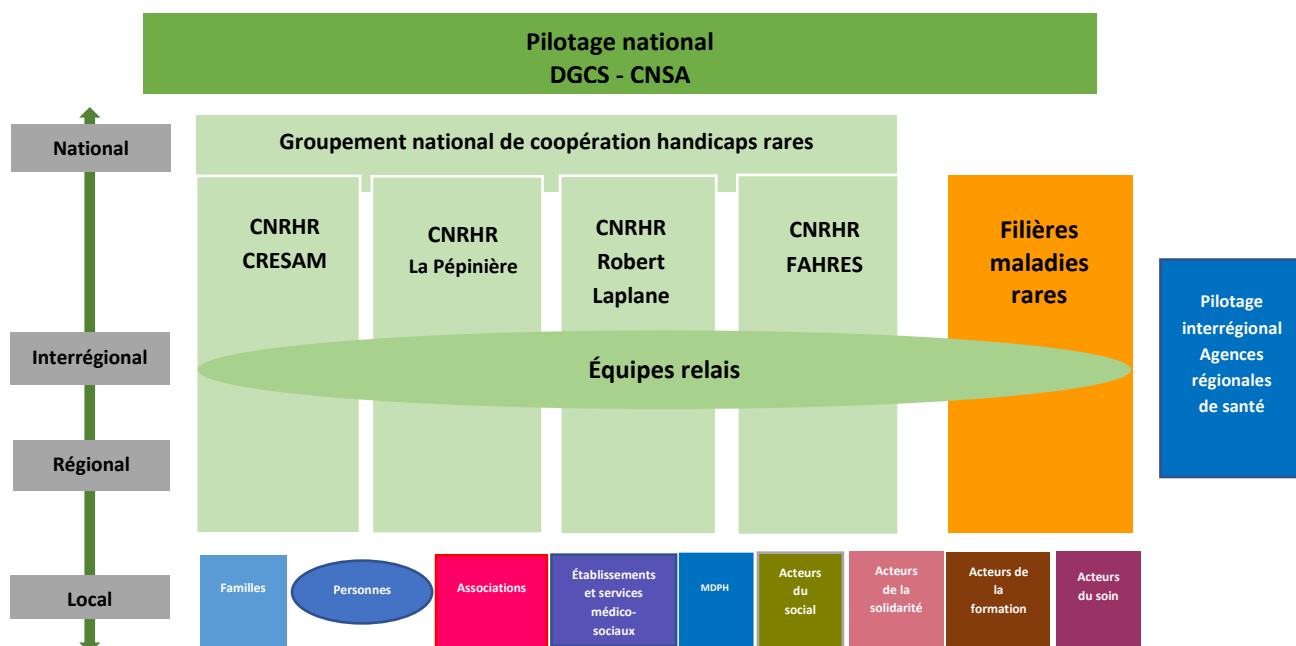 Pilotage national
DGCS - CNSA
National
Groupement national de coopération handicaps rares
CNRHR
CRESAM
CNRHR
La Pépinière
CNRHR
Robert
Laplane
CNRHR
FAHRES
Filières
maladies
rares
Pilotage
interrégional
Agences
régionales
de santé
Interrégional
Équipes relais
Régional
Local
Familles
Personnes
Associations
Établissements
et services
médico-
sociaux
MDPH
Acteurs
du
social
Acteurs
de la
solidarité
Acteurs de
la
formation
Acteurs
du soin